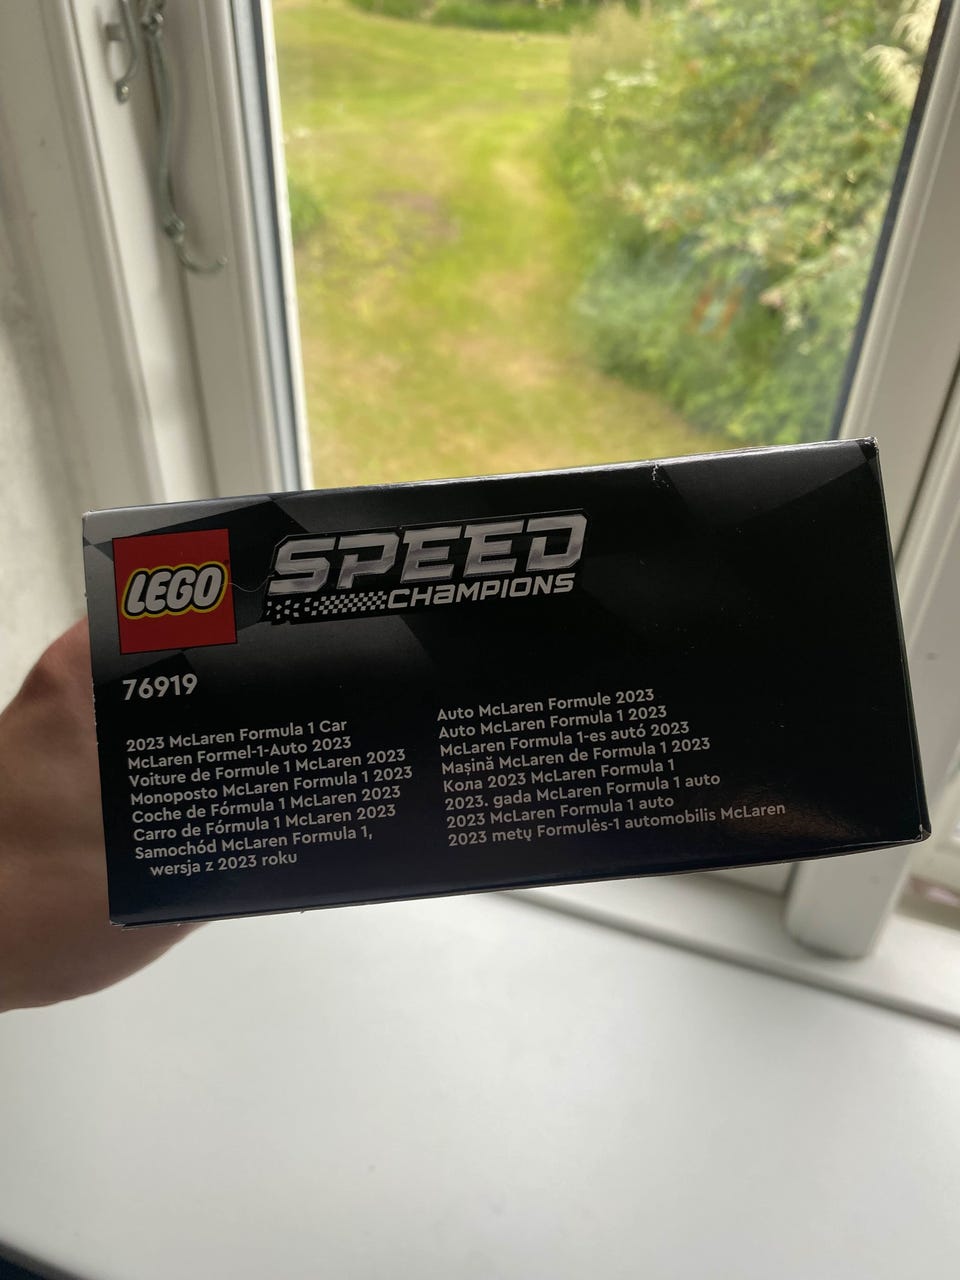 LEGO
SPEED
CHAMPIONS
76919
2023 McLaren Formula 1 Car
McLaren Formel-1-Auto 2023
Voiture de Formule 1 McLaren 2023
Monoposto McLaren Formula 1 2023
Coche de Fórmula 1 McLaren 2023
Carro de Fórmula 1 McLaren 2023
Samochód McLaren Formula 1,
wersja z 2023 roku
Auto McLaren Formule 2023
Auto McLaren Formula 1 2023
McLaren Formula 1-es autó 2023
Mașină McLaren de Formula 1 2023
Кола 2023 McLaren Formula 1
2023. gada McLaren Formula 1 auto
2023 McLaren Formula 1 auto
2023 metų Formulės-1 automobilis McLaren